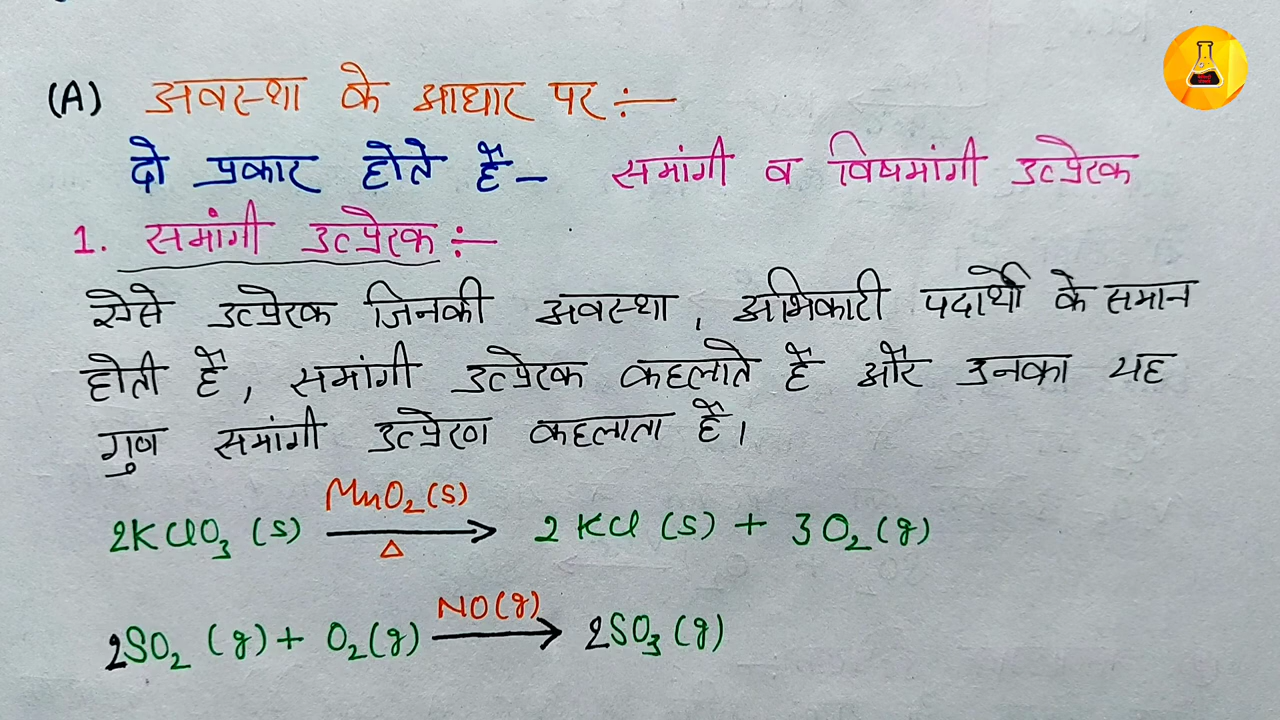 (A) अवस्था के आधार पर :—
दो प्रकार होते हैं — समांगी व विषमांगी उत्प्रेरक
1. समांगी उत्प्रेरक :—
ऐसे उत्प्रेरक जिनकी अवस्था, अभिकारी पदार्थों के समान
होती हैं, समांगी उत्प्रेरक कहलाते हैं और उनका यह
गुण समांगी उत्प्रेरण कहलाता हैं।
MnO₂(s)
2KClO₃ (s) ⟶ 2KCl (s) + 3O₂(g)
Δ
NO(g)
2SO₂ (g) + O₂(g) ⟶ 2SO₃(g)